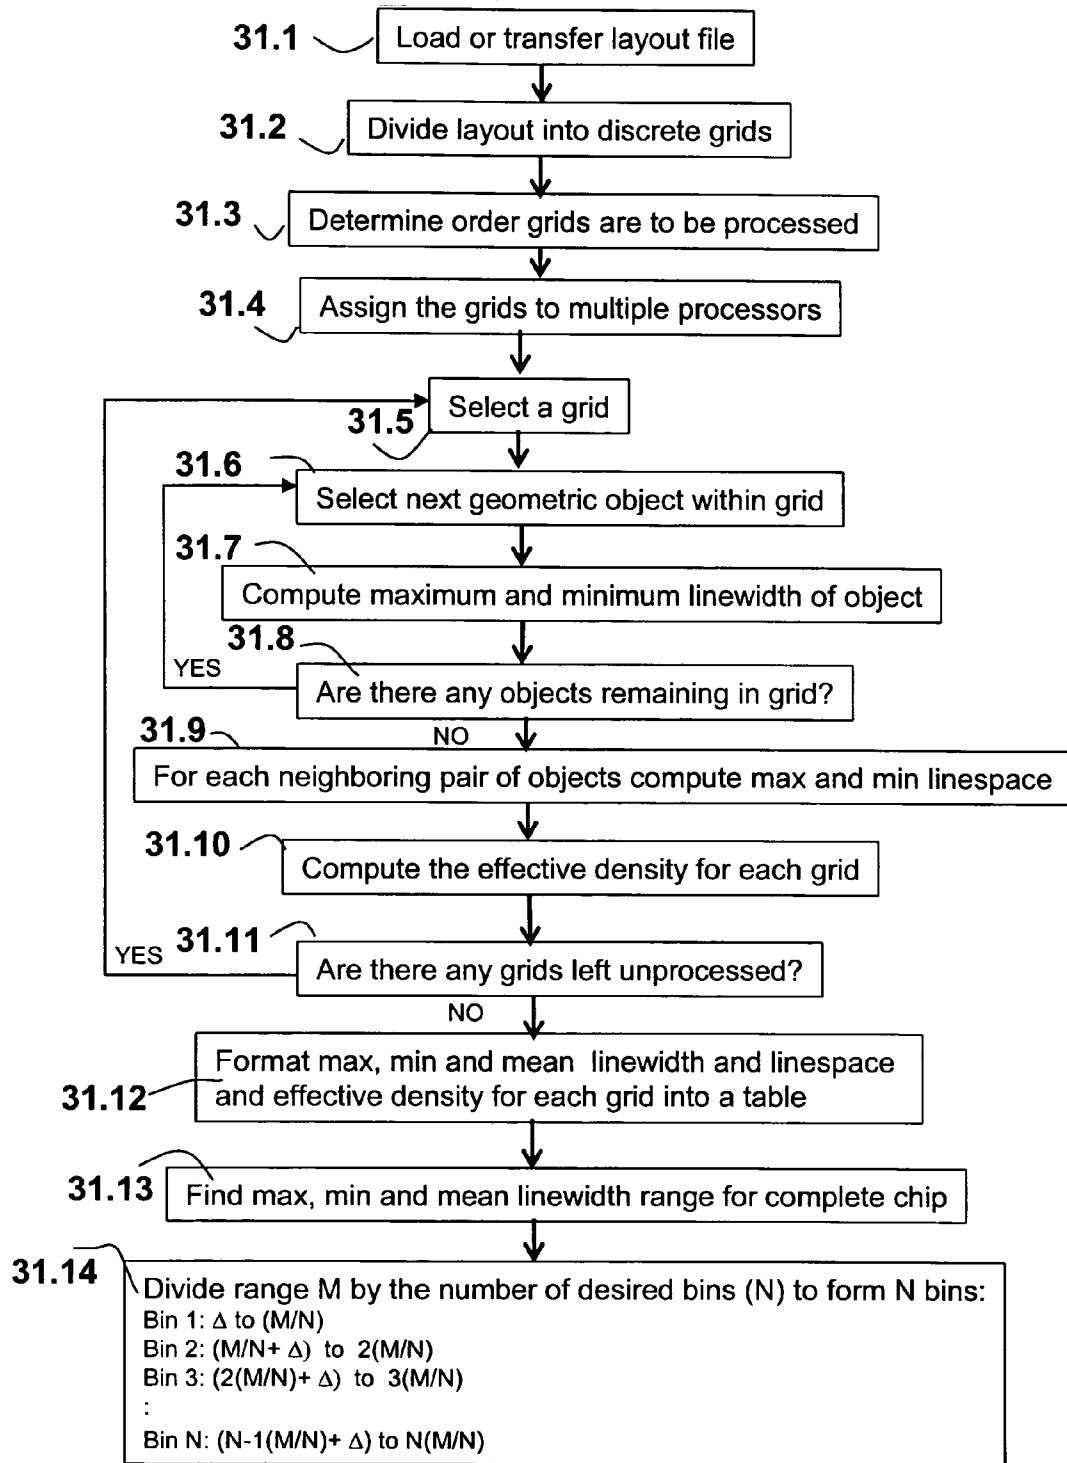 31.1
Load or transfer layout file
31.2
Divide layout into discrete grids
31.3
Determine order grids are to be processed
31.4
Assign the grids to multiple processors
Select a grid
31.5
31.6
Select next geometric object within grid
31.7
Compute maximum and minimum linewidth of object
31.8
YES
Are there any objects remaining in grid?
31.9
NO
For each neighboring pair of objects compute max and min linespace
31.10
Compute the effective density for each grid
31.11
YES
Are there any grids left unprocessed?
NO
Format max, min and mean linewidth and linespace
and effective density for each grid into a table
31.12
31.13
Find max, min and mean linewidth range for complete chip
31.14
Divide range M by the number of desired bins (N) to form N bins:
Bin 1: Δ to (M/N)
Bin 2: (M/N+ Δ) to 2(M/N)
Bin 3: (2(M/N)+ Δ) to 3(M/N)
:
Bin N: (N-1(M/N)+ Δ) to N(M/N)